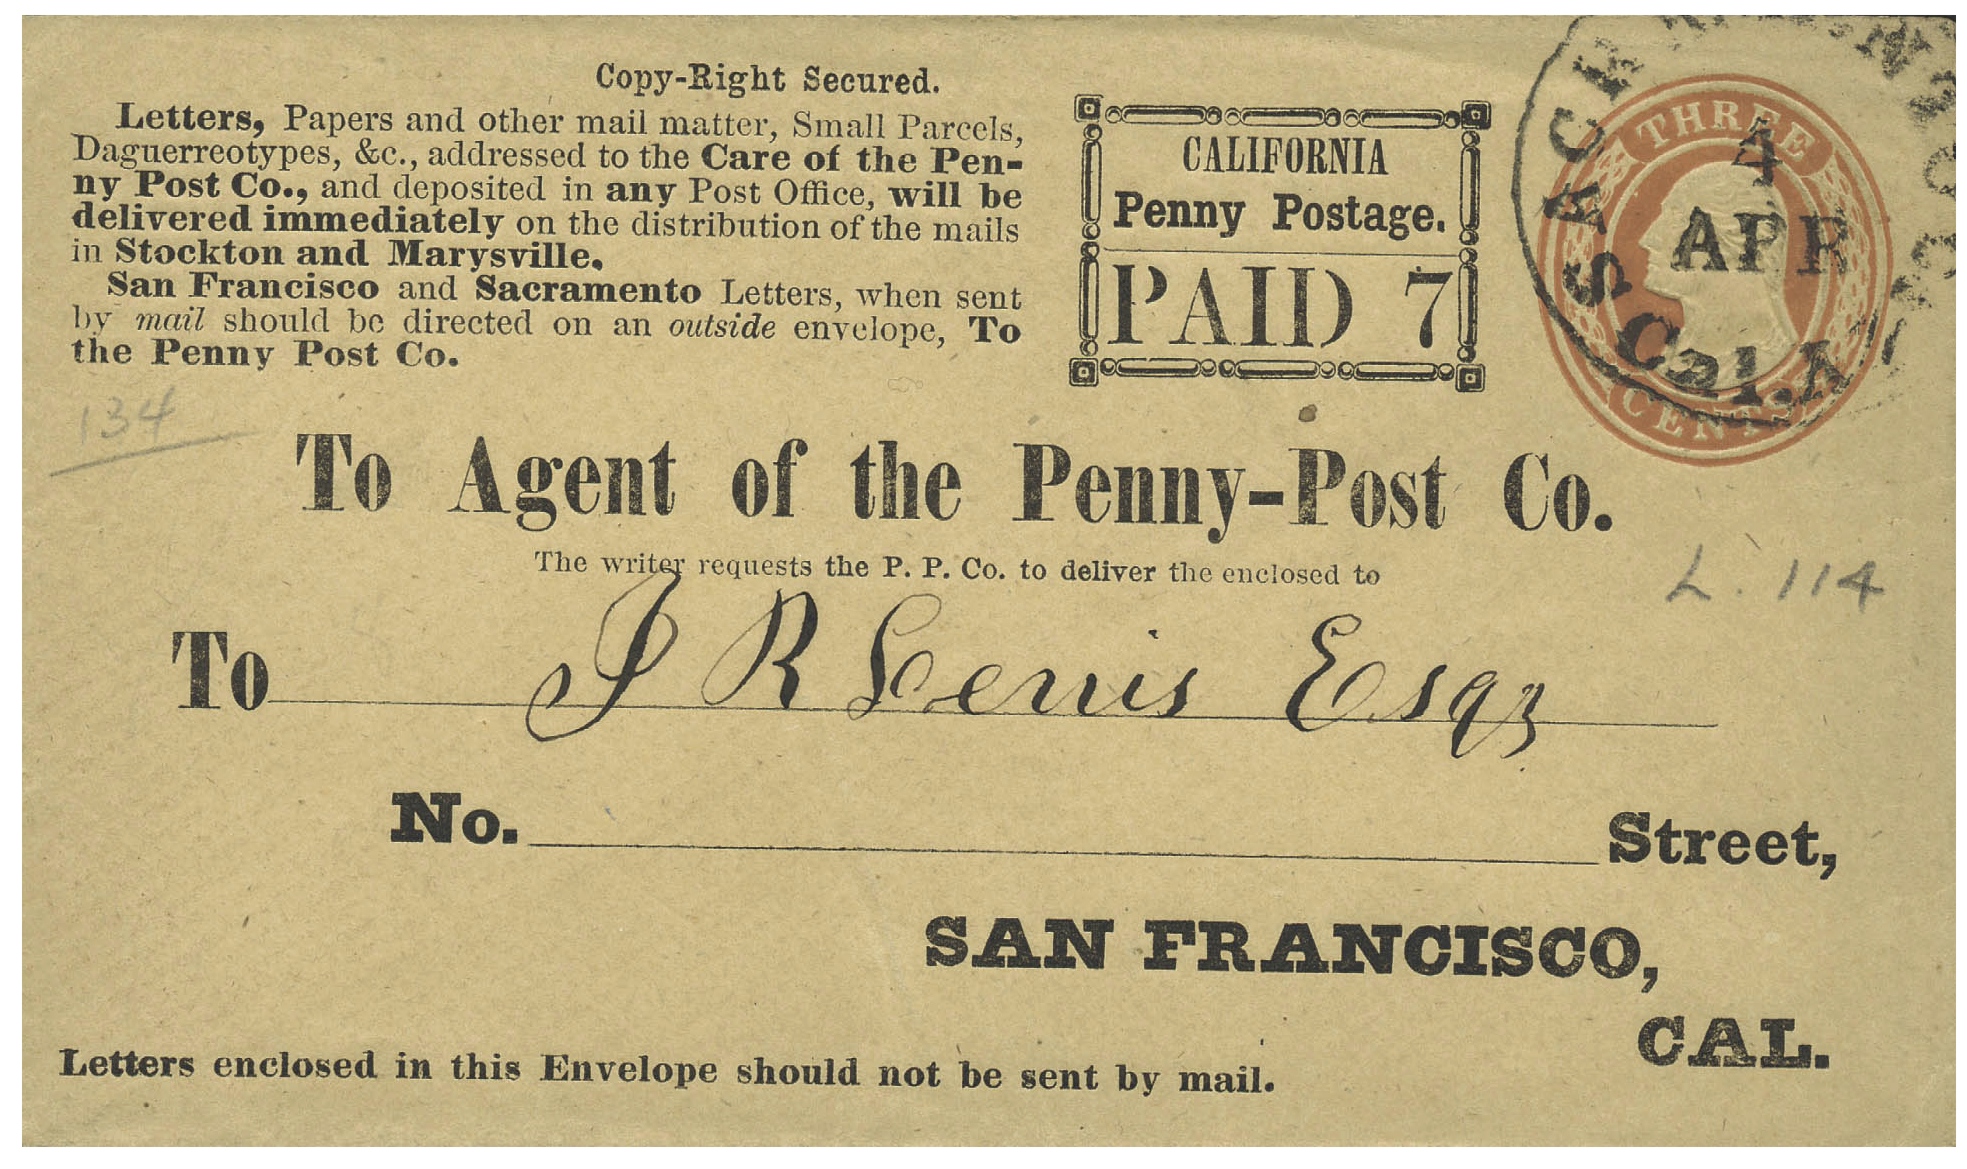 Copy-Right Secured.
Letters, Papers and other mail matter, Small Parcels,
Daguerreotypes, &c., addressed to the Care of the Pen-
ny Post Co., and deposited in any Post Office, will be
delivered immediately on the distribution of the mails
in Stockton and Marysville.
San Francisco and Sacramento Letters, when sent
by mail should be directed on an outside envelope, To
the Penny Post Co.
CALIFORNIA
Penny Postage.
PAID 7
THREE
CENTS
SACRAMENTO CITY
4
APR
Cal.A
134
To Agent of the Penny-Post Co.
The writer requests the P. P. Co. to deliver the enclosed to
L. 114
To J R Lewis Esqr
No. Street,
SAN FRANCISCO,
CAL.
Letters enclosed in this Envelope should not be sent by mail.